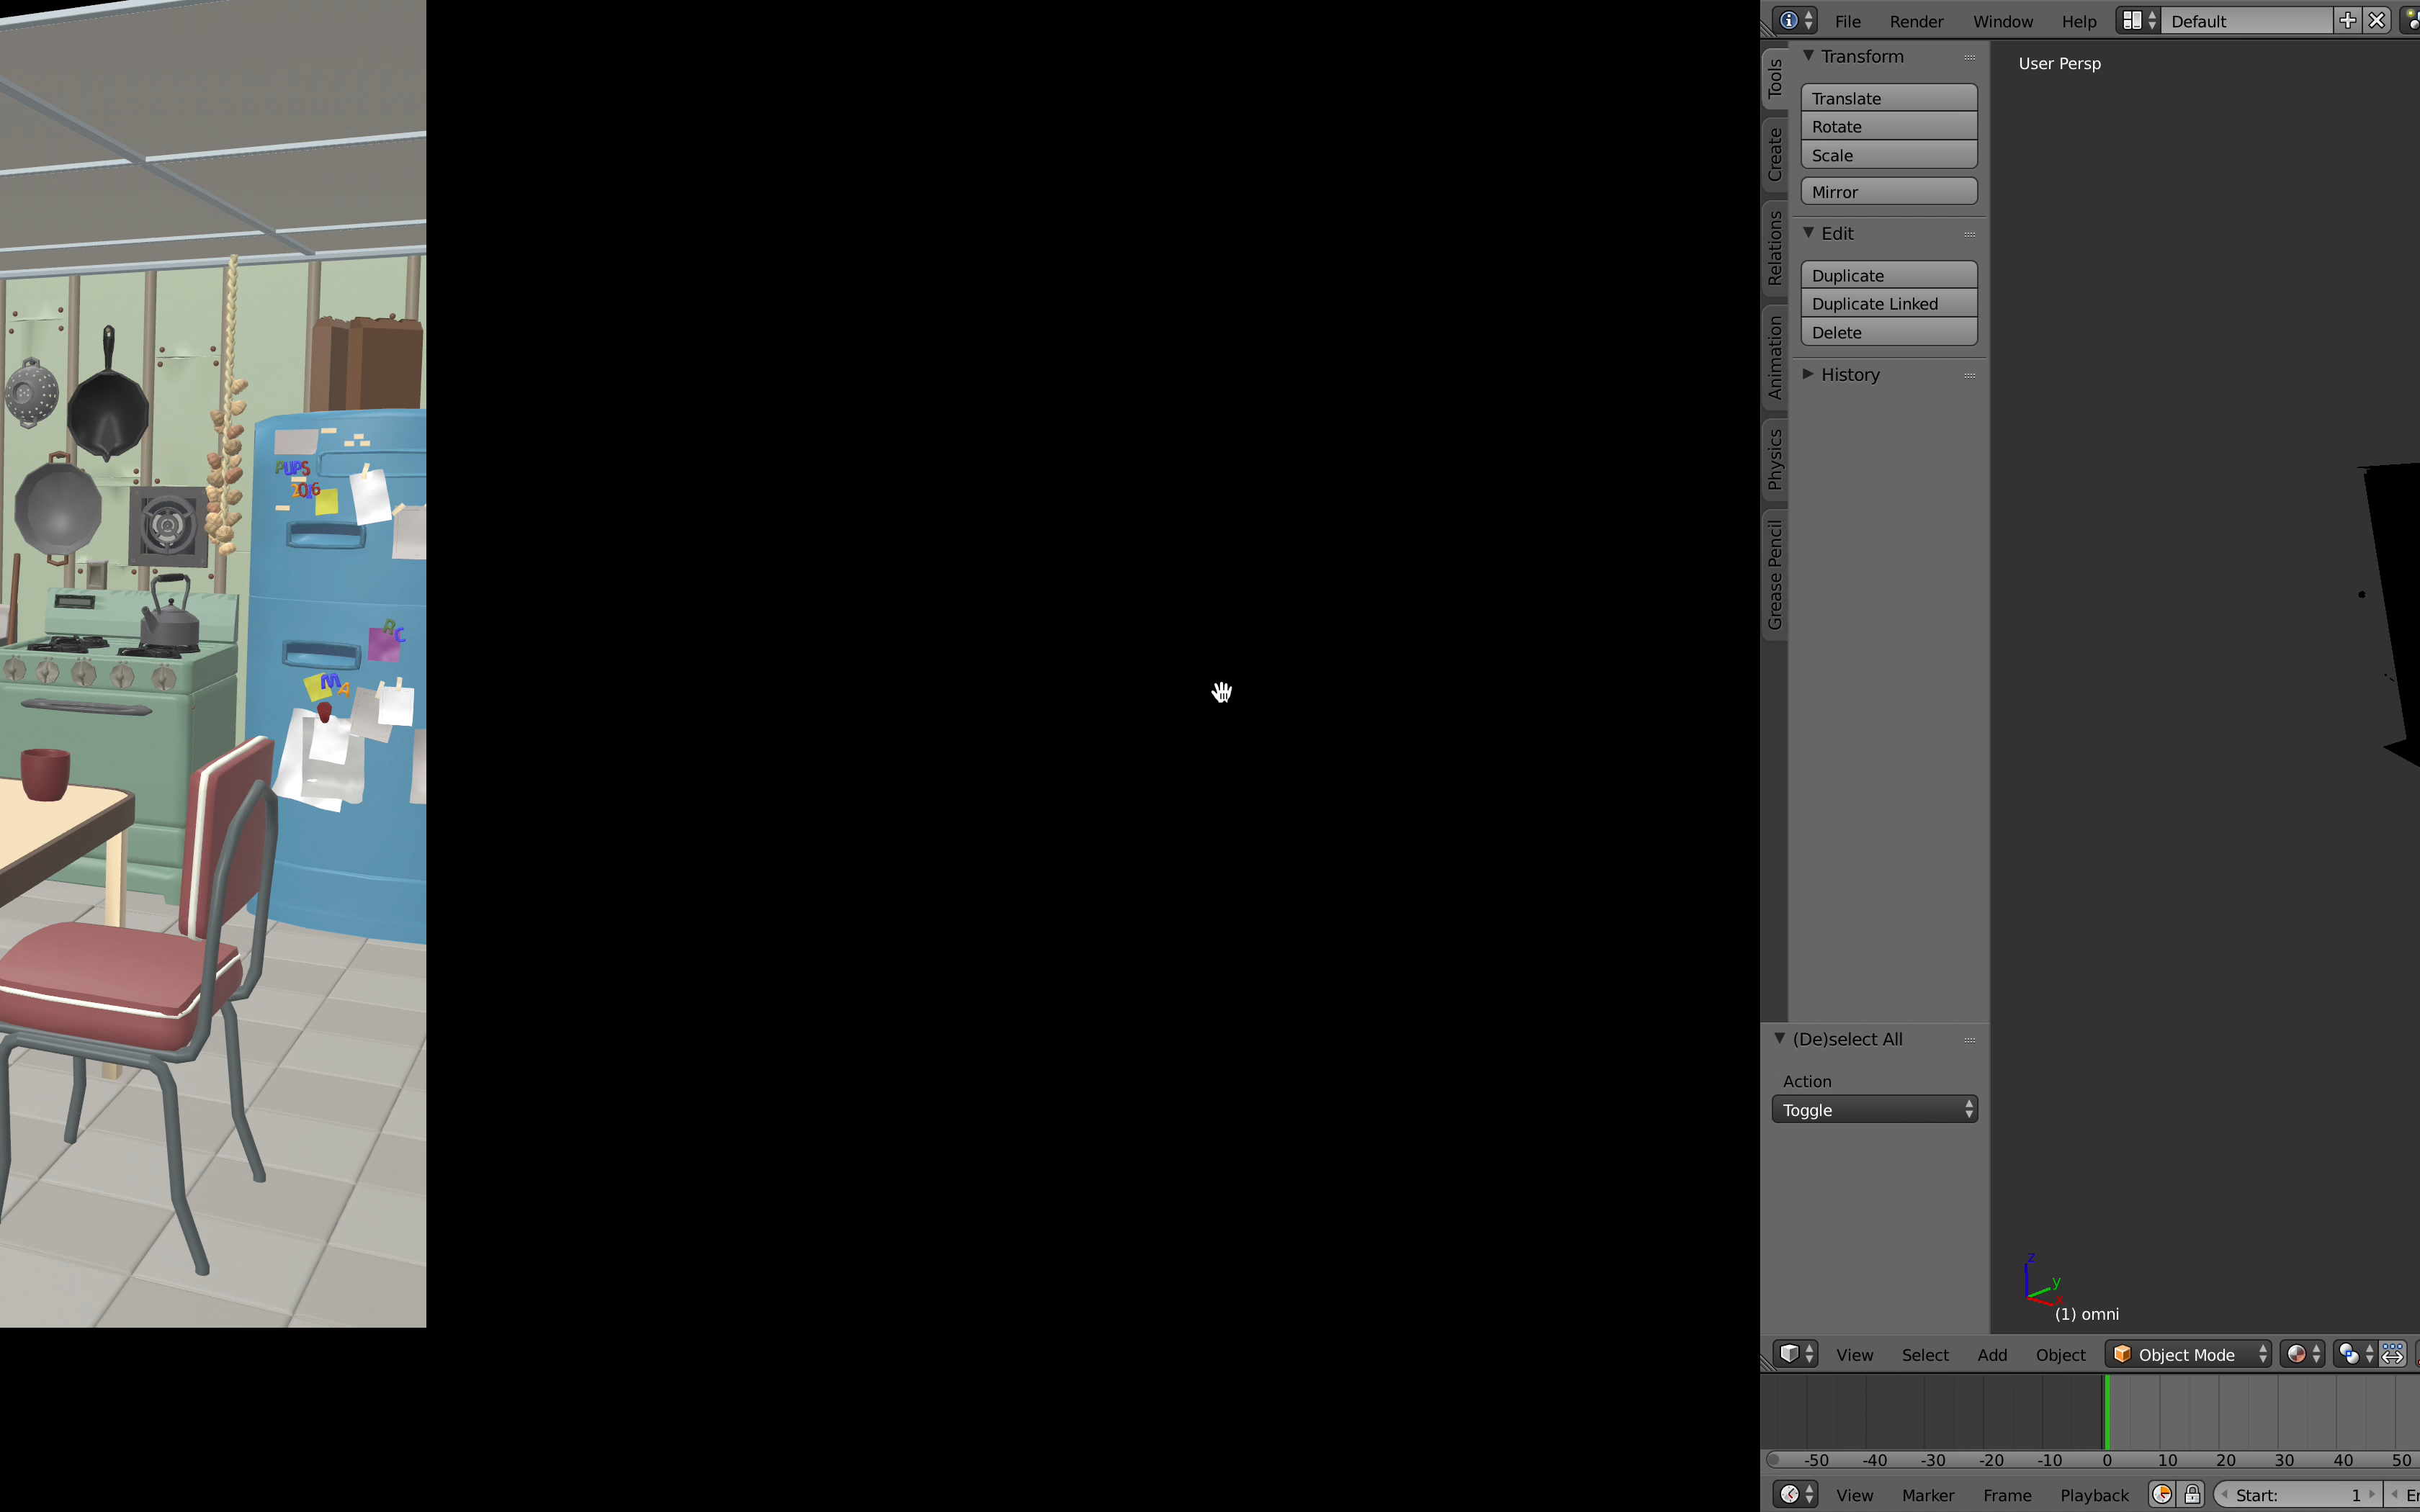 PUPS
2016
R
C
M
A
File Render Window Help Default
Tools
Create
Relations
Animation
Physics
Grease Pencil
Transform
Translate
Rotate
Scale
Mirror
Edit
Duplicate
Duplicate Linked
Delete
History
(De)select All
Action
Toggle
User Persp
z
y
x
(1) omni
View Select Add Object Object Mode
-50 -40 -30 -20 -10 0 10 20 30 40 50
View Marker Frame Playback Start: 1